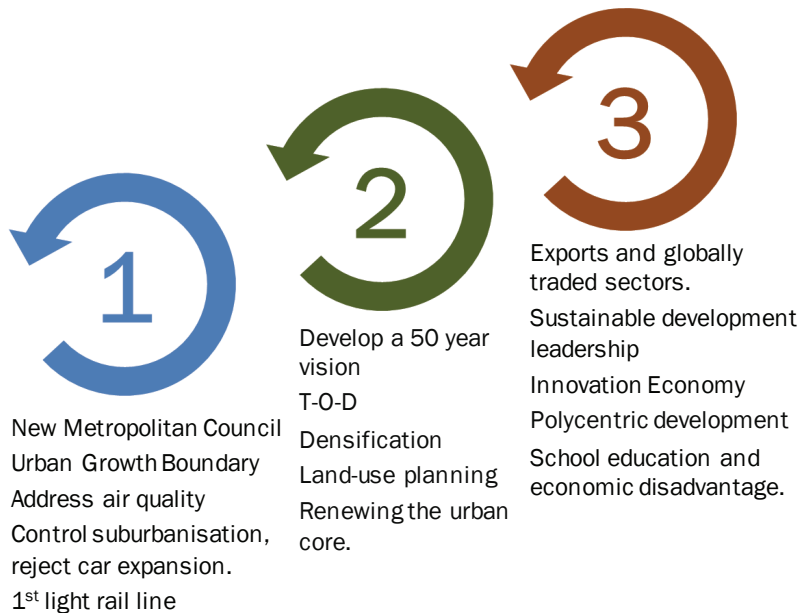 1
New Metropolitan Council
Urban Growth Boundary
Address air quality
Control suburbanisation,
reject car expansion.
1st light rail line
2
Develop a 50 year
vision
T-O-D
Densification
Land-use planning
Renewing the urban
core.
3
Exports and globally
traded sectors.
Sustainable development
leadership
Innovation Economy
Polycentric development
School education and
economic disadvantage.